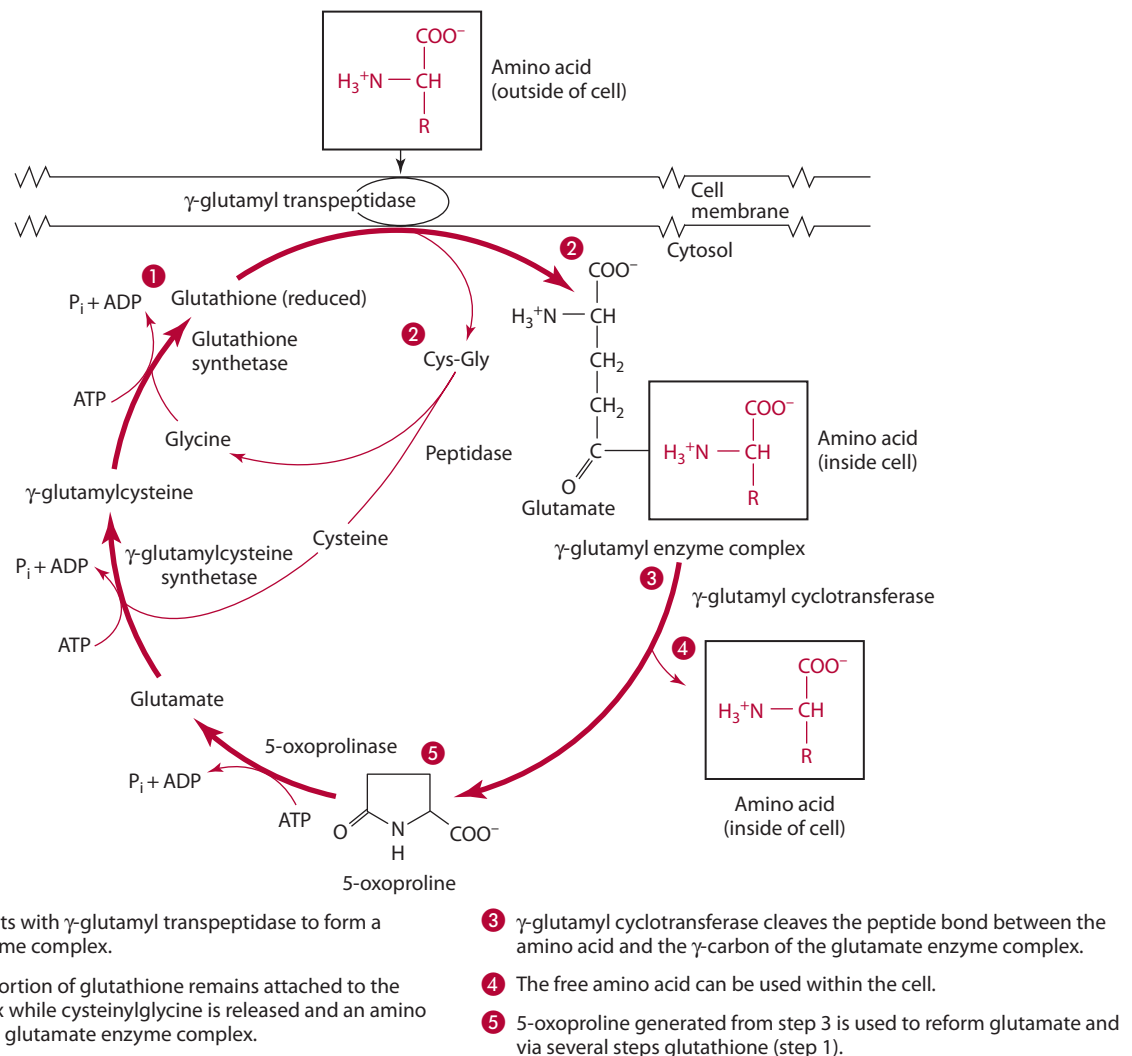 COO⁻
H₃⁺N — CH
R
Amino acid
(outside of cell)
γ-glutamyl transpeptidase
Cell
membrane
Cytosol
1
Pᵢ + ADP
Glutathione (reduced)
Glutathione
synthetase
ATP
Glycine
2
Cys-Gly
Peptidase
2
COO⁻
H₃⁺N — CH
CH₂
CH₂
C
O
Glutamate
COO⁻
H₃⁺N — CH
R
Amino acid
(inside cell)
γ-glutamyl enzyme complex
γ-glutamylcysteine
Cysteine
Pᵢ + ADP
γ-glutamylcysteine
synthetase
ATP
3
γ-glutamyl cyclotransferase
4
COO⁻
H₃⁺N — CH
R
Amino acid
(inside of cell)
Glutamate
5-oxoprolinase
5
Pᵢ + ADP
ATP
O
N
H
COO⁻
5-oxoproline
ts with γ-glutamyl transpeptidase to form a
me complex.
ortion of glutathione remains attached to the
x while cysteinylglycine is released and an amino
glutamate enzyme complex.
3 γ-glutamyl cyclotransferase cleaves the peptide bond between the
amino acid and the γ-carbon of the glutamate enzyme complex.
4 The free amino acid can be used within the cell.
5 5-oxoproline generated from step 3 is used to reform glutamate and
via several steps glutathione (step 1).